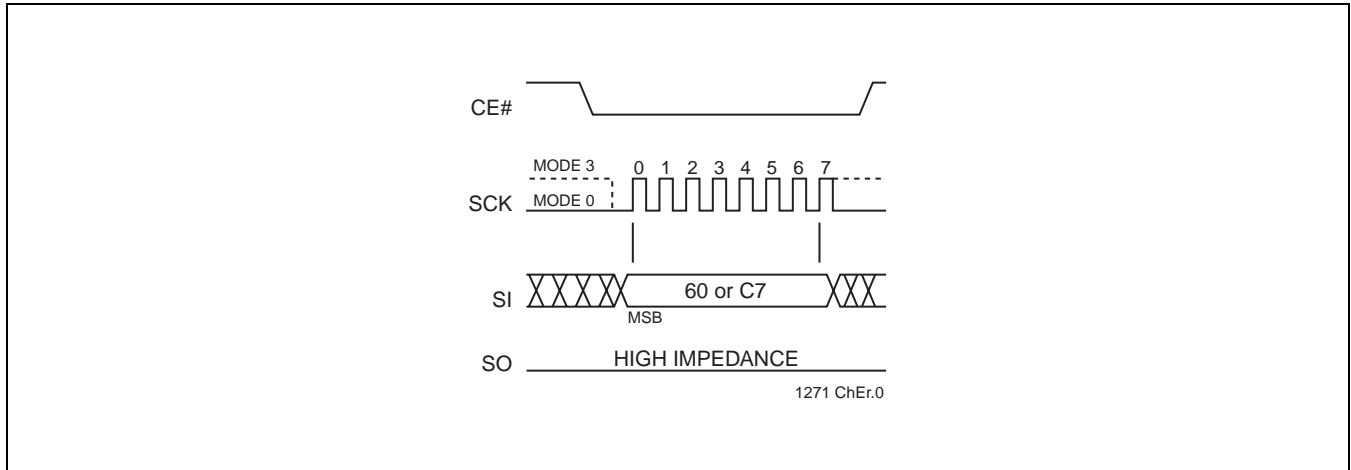 CE#
MODE 3
0 1 2 3 4 5 6 7
SCK
MODE 0
SI
60 or C7
MSB
SO
HIGH IMPEDANCE
1271 ChEr.0